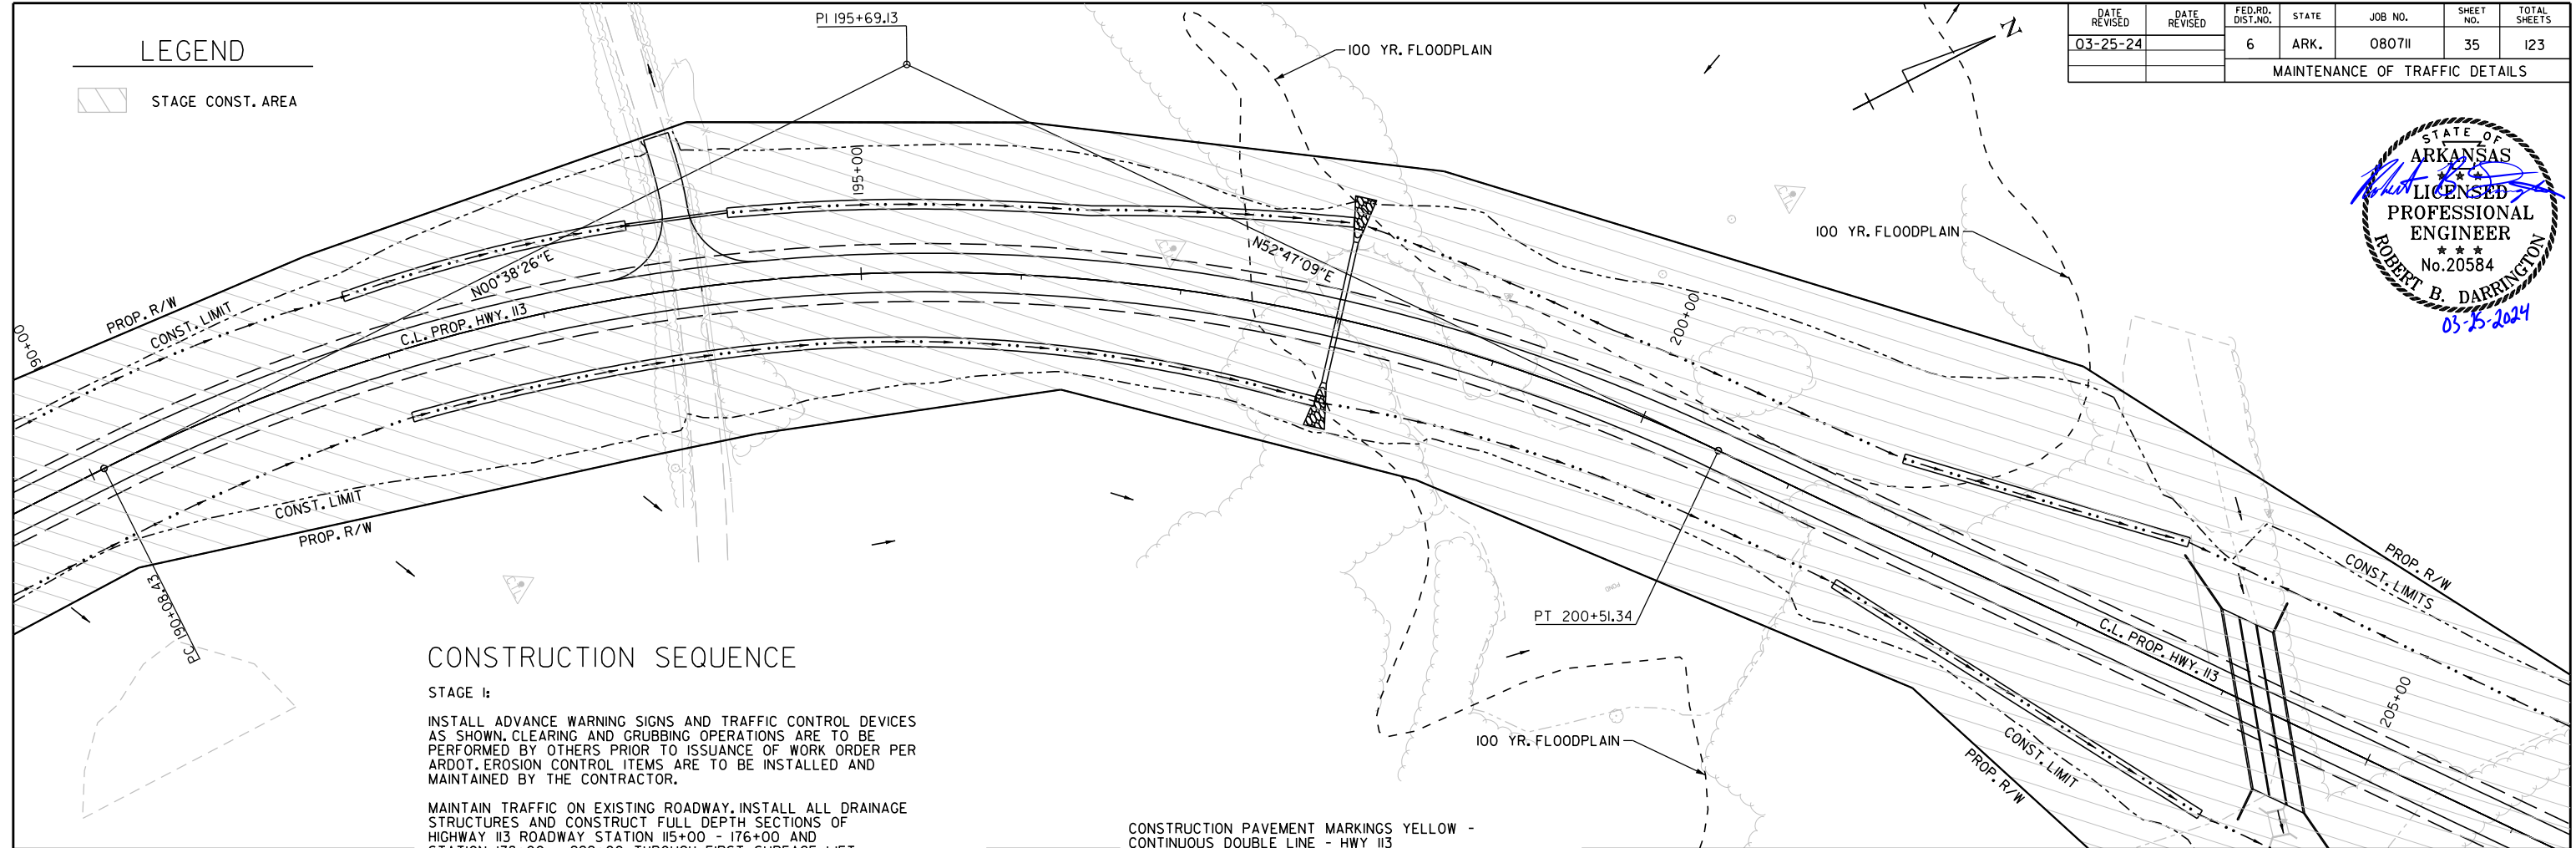 LEGEND
STAGE CONST. AREA
PI 195+69.13
100 YR. FLOODPLAIN
N
DATE REVISED
DATE REVISED
FED.RD. DIST.NO.
STATE
JOB NO.
SHEET NO.
TOTAL SHEETS
03-25-24
6
ARK.
080711
35
123
MAINTENANCE OF TRAFFIC DETAILS
STATE OF
ARKANSAS
★ ★ ★
LICENSED
PROFESSIONAL
ENGINEER
★ ★ ★
No.20584
ROBERT B. DARRINGTON
03-25-2024
195+00
100 YR. FLOODPLAIN
N00°38'26"E
N52°47'09"E
PROP. R/W
CONST. LIMIT
C.L. PROP. HWY. 113
90+00
200+00
CONST. LIMIT
PROP. R/W
PC 190+08.43
PROP. R/W
CONST. LIMITS
POND
PT 200+51.34
C.L. PROP. HWY. 113
205+00
100 YR. FLOODPLAIN
CONST. LIMIT
PROP. R/W
CONSTRUCTION SEQUENCE
STAGE 1:
INSTALL ADVANCE WARNING SIGNS AND TRAFFIC CONTROL DEVICES
AS SHOWN. CLEARING AND GRUBBING OPERATIONS ARE TO BE
PERFORMED BY OTHERS PRIOR TO ISSUANCE OF WORK ORDER PER
ARDOT. EROSION CONTROL ITEMS ARE TO BE INSTALLED AND
MAINTAINED BY THE CONTRACTOR.
MAINTAIN TRAFFIC ON EXISTING ROADWAY. INSTALL ALL DRAINAGE
STRUCTURES AND CONSTRUCT FULL DEPTH SECTIONS OF
HIGHWAY 113 ROADWAY STATION 115+00 - 176+00 AND
CONSTRUCTION PAVEMENT MARKINGS YELLOW -
CONTINUOUS DOUBLE LINE - HWY 113